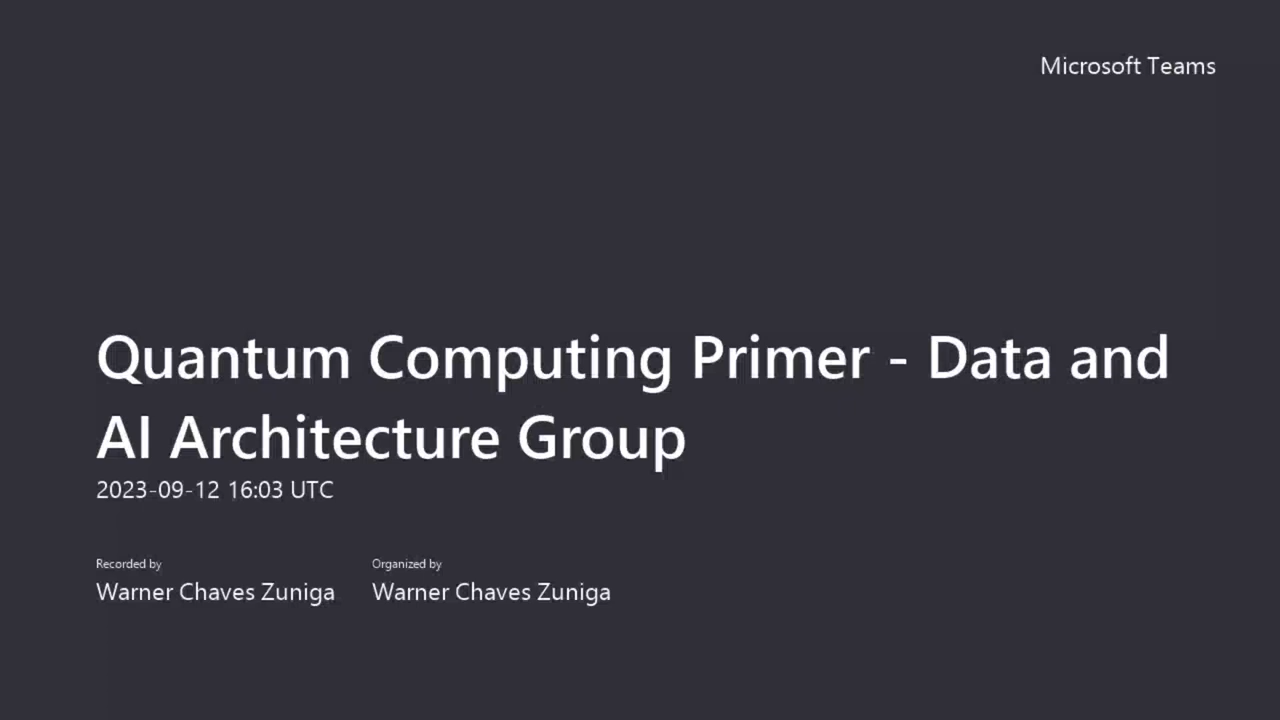 Microsoft Teams
Quantum Computing Primer - Data and
AI Architecture Group
2023-09-12 16:03 UTC
Recorded by
Warner Chaves Zuniga
Organized by
Warner Chaves Zuniga